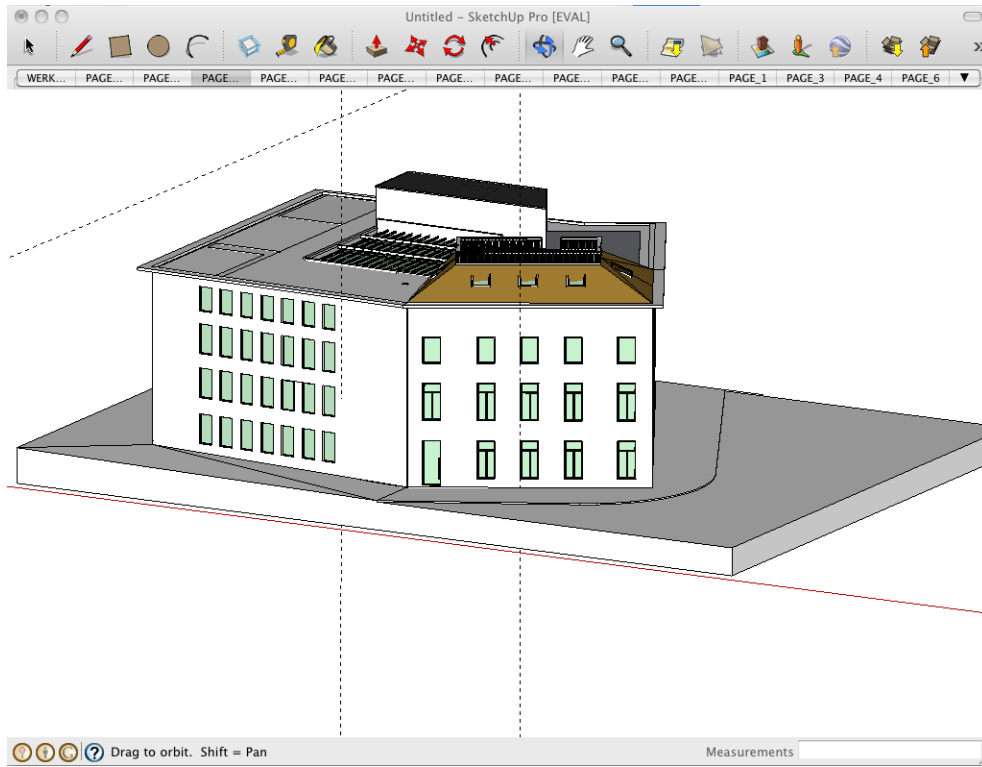 Untitled – SketchUp Pro [EVAL]
WERK... PAGE... PAGE... PAGE... PAGE... PAGE... PAGE... PAGE... PAGE... PAGE... PAGE... PAGE... PAGE_1 PAGE_3 PAGE_4 PAGE_6
Drag to orbit. Shift = Pan Measurements